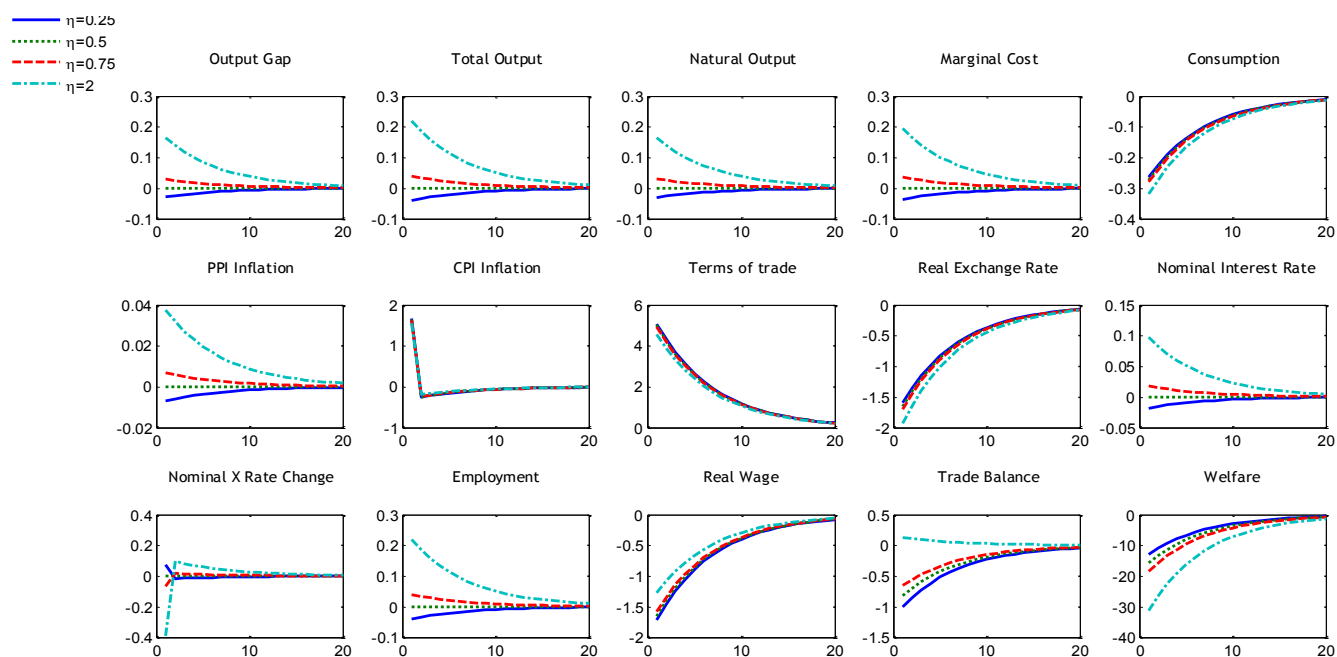 η=0.25
η=0.5
η=0.75
η=2
Output Gap
0.3
0.2
0.1
0
-0.1
0 10 20
Total Output
0.3
0.2
0.1
0
-0.1
0 10 20
Natural Output
0.3
0.2
0.1
0
-0.1
0 10 20
Marginal Cost
0.3
0.2
0.1
0
-0.1
0 10 20
Consumption
0
-0.1
-0.2
-0.3
-0.4
0 10 20
PPI Inflation
0.04
0.02
0
-0.02
0 10 20
CPI Inflation
2
1
0
-1
0 10 20
Terms of trade
6
4
2
0
0 10 20
Real Exchange Rate
0
-0.5
-1
-1.5
-2
0 10 20
Nominal Interest Rate
0.15
0.1
0.05
0
-0.05
0 10 20
Nominal X Rate Change
0.4
0.2
0
-0.2
-0.4
0 10 20
Employment
0.3
0.2
0.1
0
-0.1
0 10 20
Real Wage
0
-0.5
-1
-1.5
-2
0 10 20
Trade Balance
0.5
0
-0.5
-1
-1.5
0 10 20
Welfare
0
-10
-20
-30
-40
0 10 20